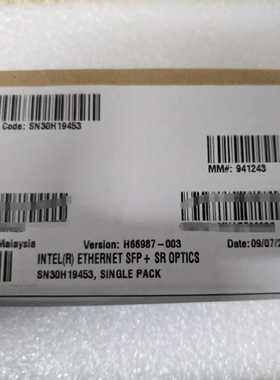 Code: SN30H19453
MM#: 941243
Malaysia Version: H66987-003 Date: 09/07/2
INTEL(R) ETHERNET SFP+ SR OPTICS
SN30H19453, SINGLE PACK